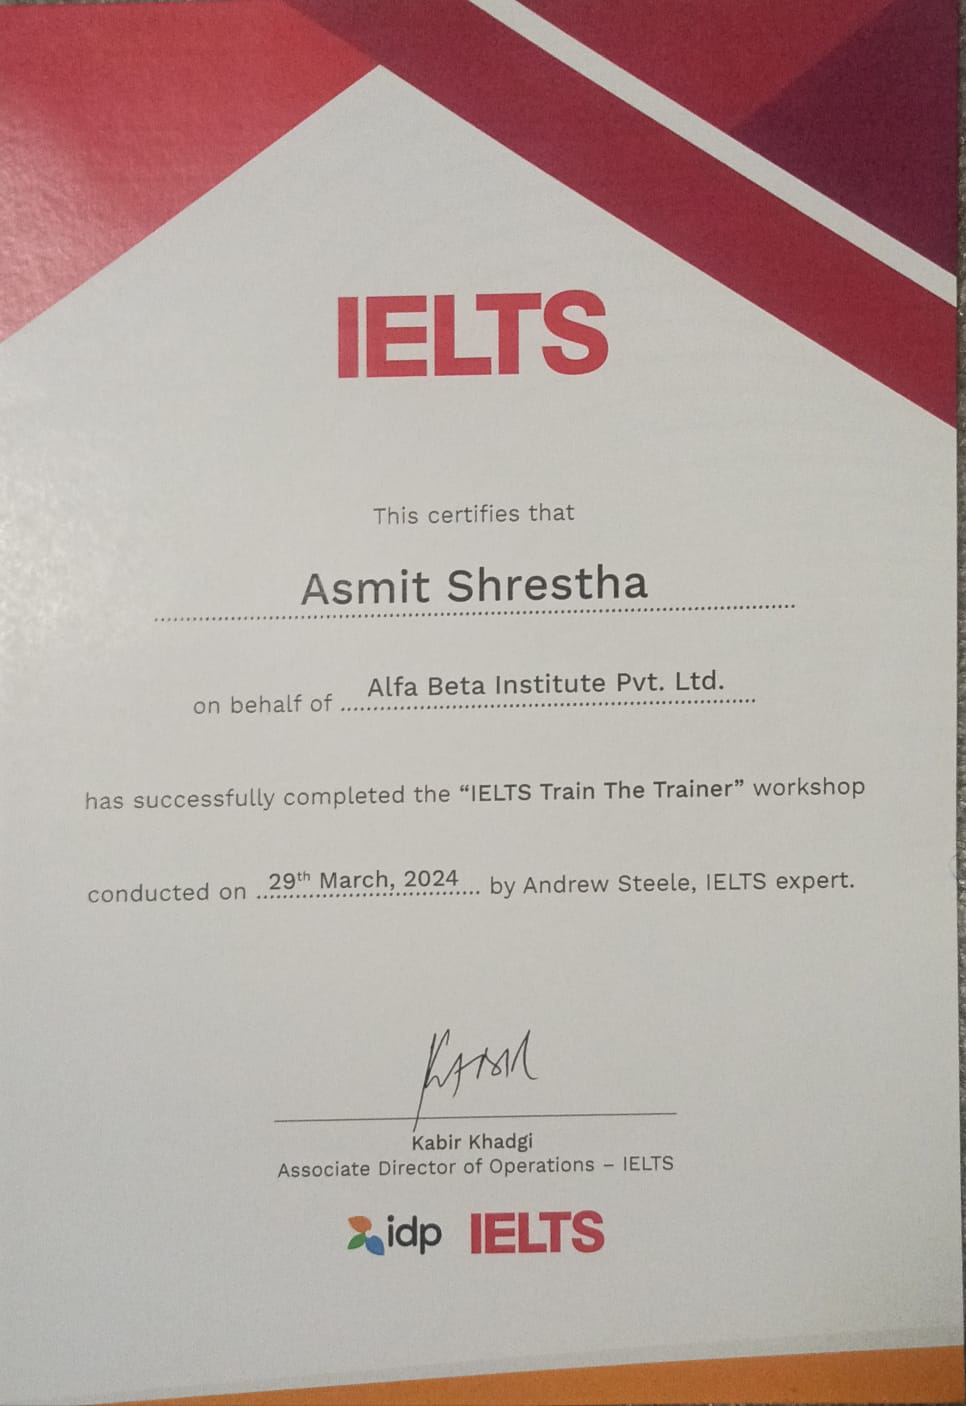 IELTS
This certifies that
Asmit Shrestha
on behalf of Alfa Beta Institute Pvt. Ltd.
has successfully completed the “IELTS Train The Trainer” workshop
conducted on 29th March, 2024 by Andrew Steele, IELTS expert.
Kabir Khadgi
Associate Director of Operations – IELTS
idp IELTS